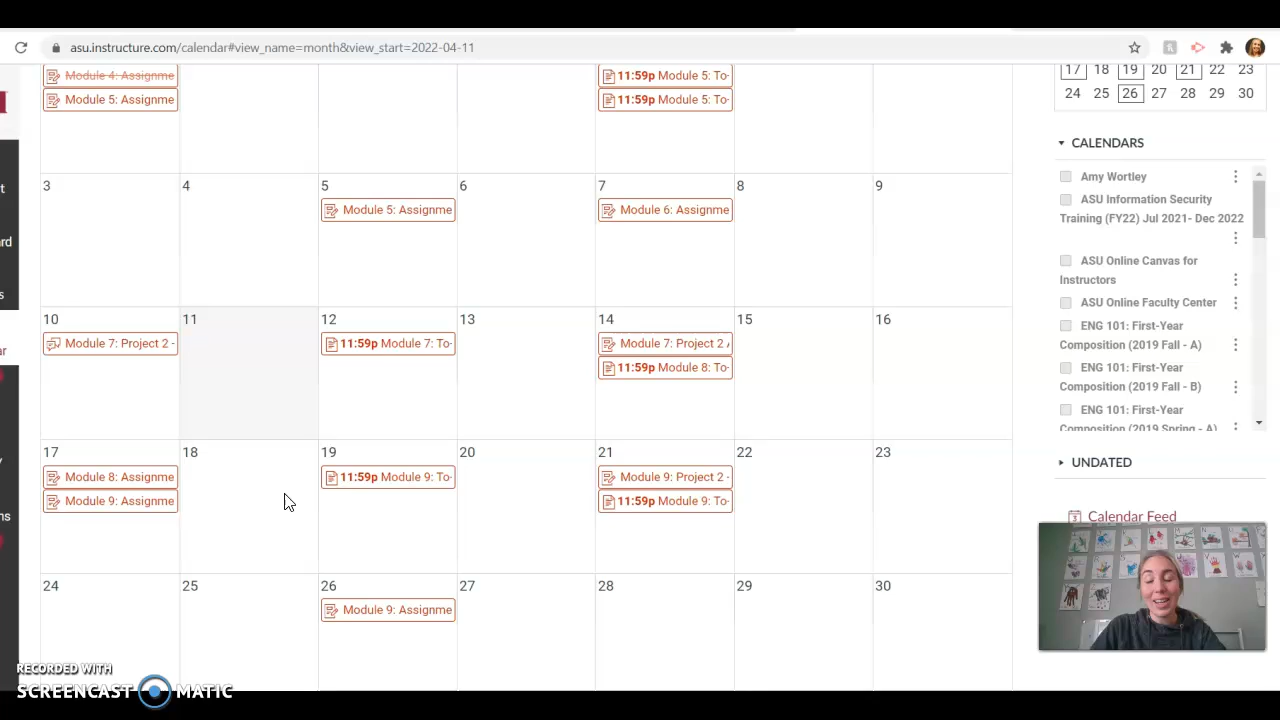 asu.instructure.com/calendar#view_name=month&view_start=2022-04-11
Module 4: Assignme
11:59p Module 5: To-
Module 5: Assignme
11:59p Module 5: To-
3 4 5 6 7 8 9
Module 5: Assignme
Module 6: Assignme
10 11 12 13 14 15 16
Module 7: Project 2 -
11:59p Module 7: To-
Module 7: Project 2 A
11:59p Module 8: To-
17 18 19 20 21 22 23
Module 8: Assignme
11:59p Module 9: To-
Module 9: Project 2 -
Module 9: Assignme
11:59p Module 9: To-
24 25 26 27 28 29 30
Module 9: Assignme
17 18 19 20 21 22 23
24 25 26 27 28 29 30
CALENDARS
Amy Wortley
ASU Information Security
Training (FY22) Jul 2021- Dec 2022
ASU Online Canvas for
Instructors
ASU Online Faculty Center
ENG 101: First-Year
Composition (2019 Fall - A)
ENG 101: First-Year
Composition (2019 Fall - B)
ENG 101: First-Year
Composition (2019 Spring - A)
UNDATED
Calendar Feed
RECORDED WITH
SCREENCAST MATIC